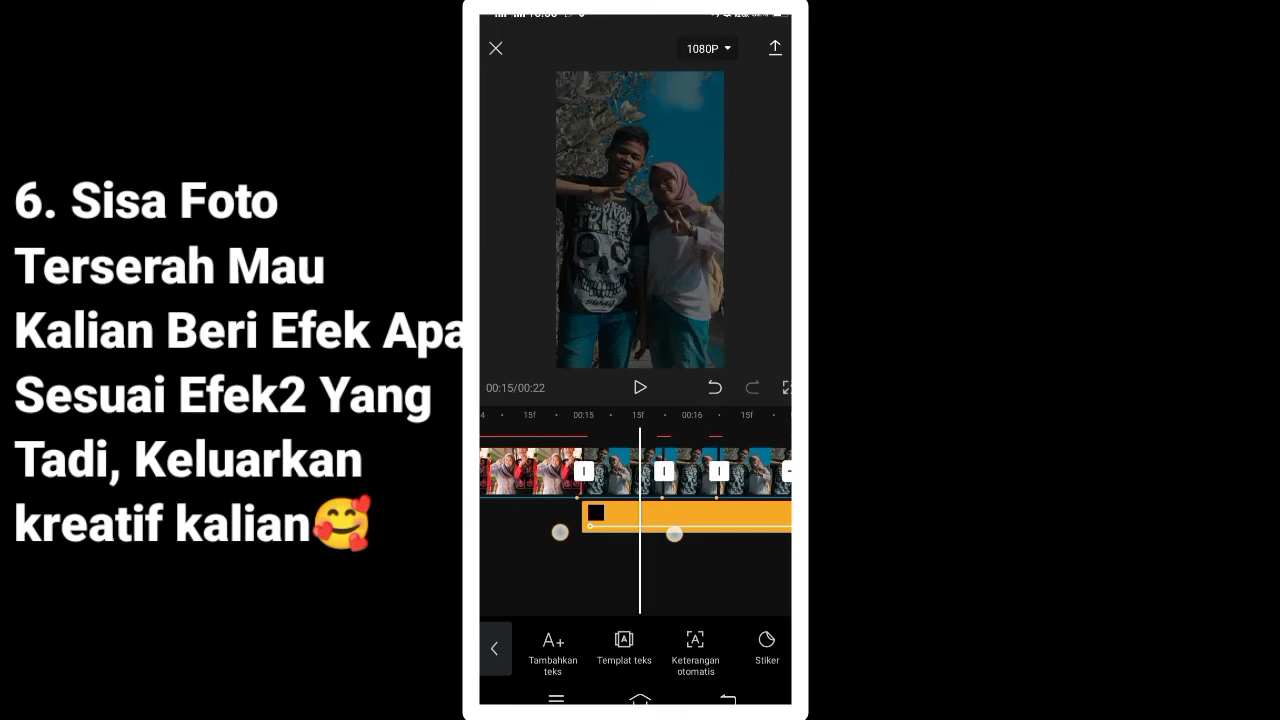 6. Sisa Foto
Terserah Mau
Kalian Beri Efek Apa
Sesuai Efek2 Yang
Tadi, Keluarkan
kreatif kalian🥰
1080P
00:15/00:22
4 15f 00:15 15f 00:16 15f
Tambahkan teks
Templat teks
Keterangan otomatis
Stiker